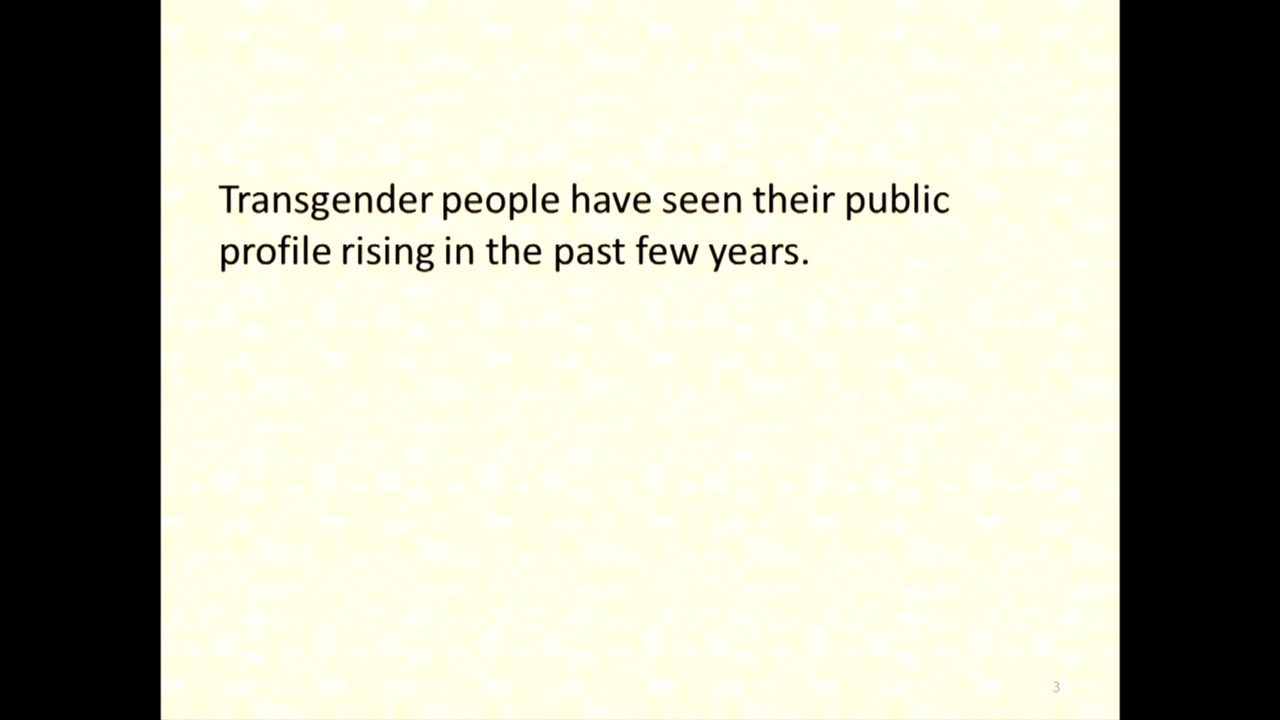 Transgender people have seen their public
profile rising in the past few years.
3